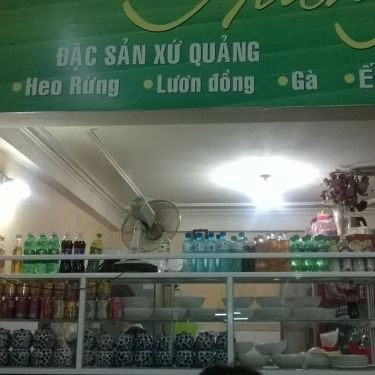 ĐẶC SẢN XỨ QUẢNG
• Heo Rừng • Lươn đồng • Gà •